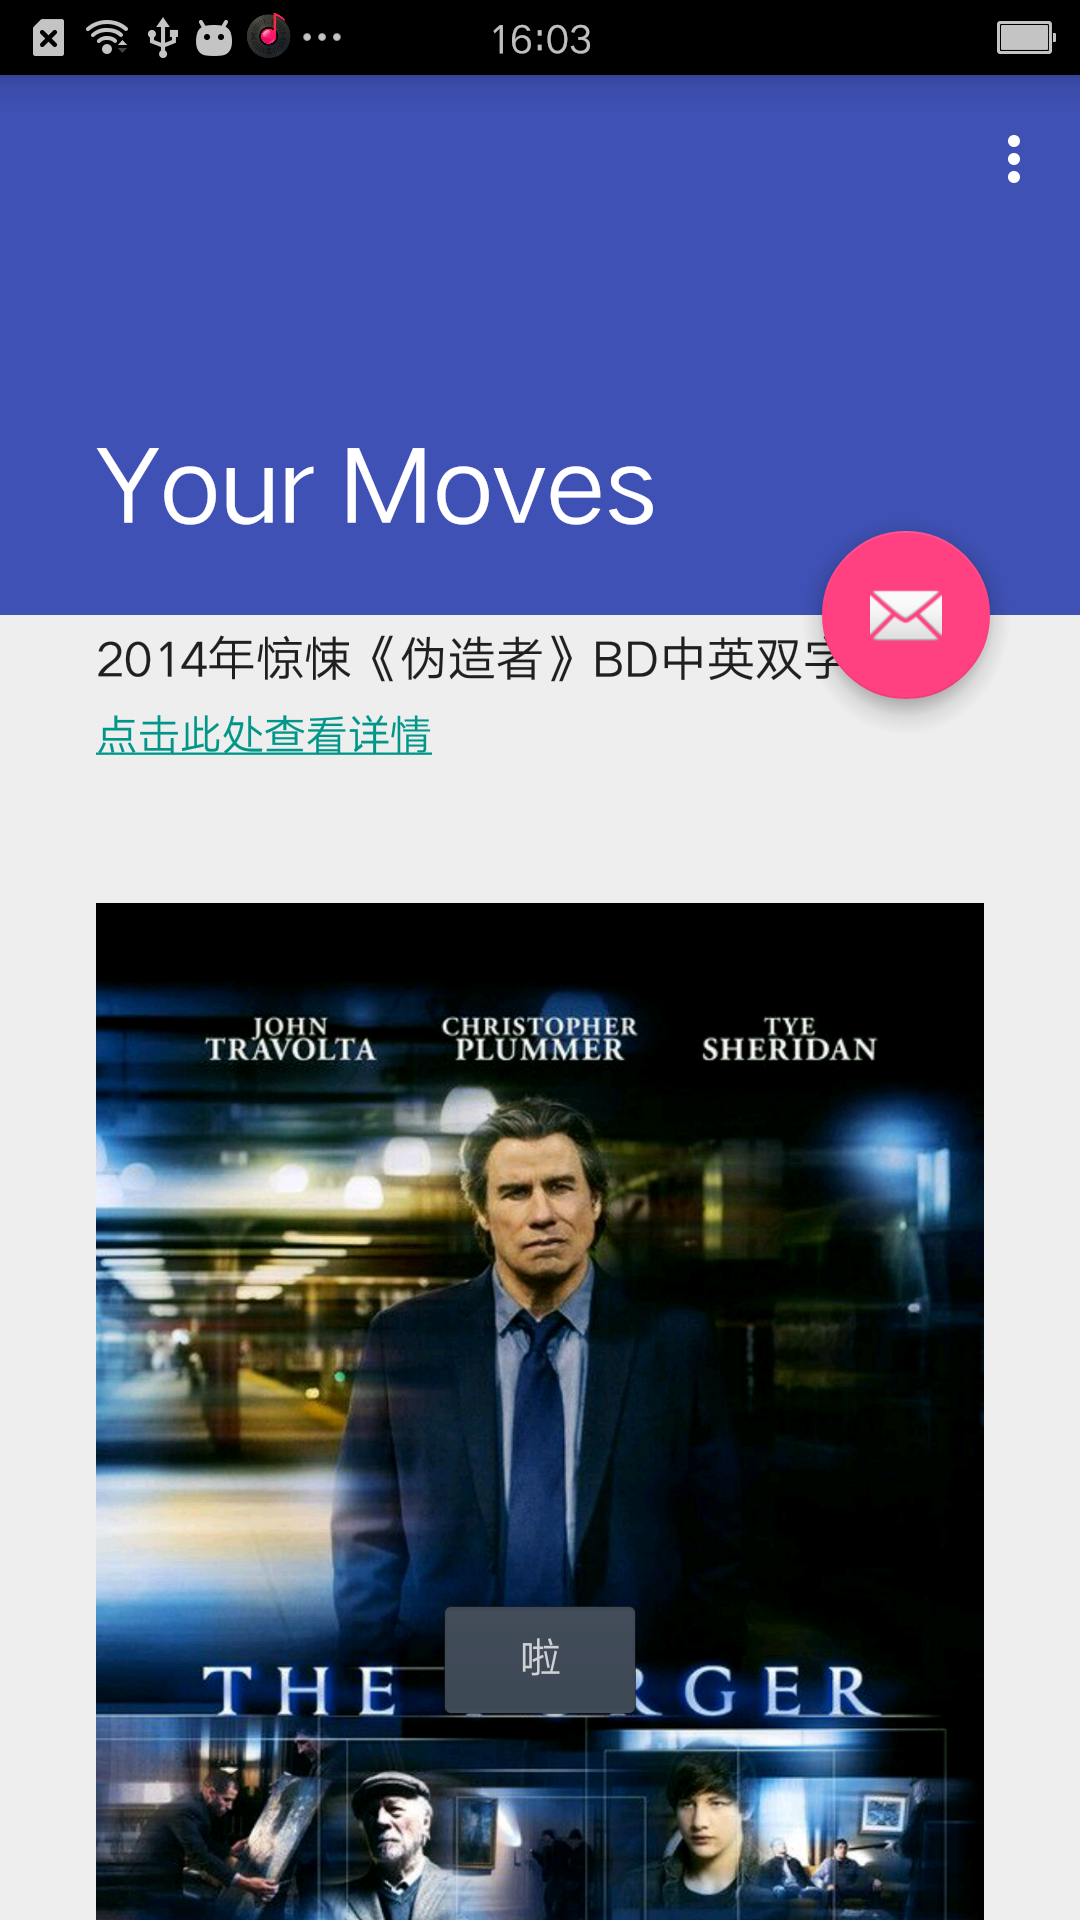 16:03
Your Moves
2014年惊悚《伪造者》BD中英双字
点击此处查看详情
JOHN TRAVOLTA
CHRISTOPHER PLUMMER
TYE SHERIDAN
啦
THE RGER